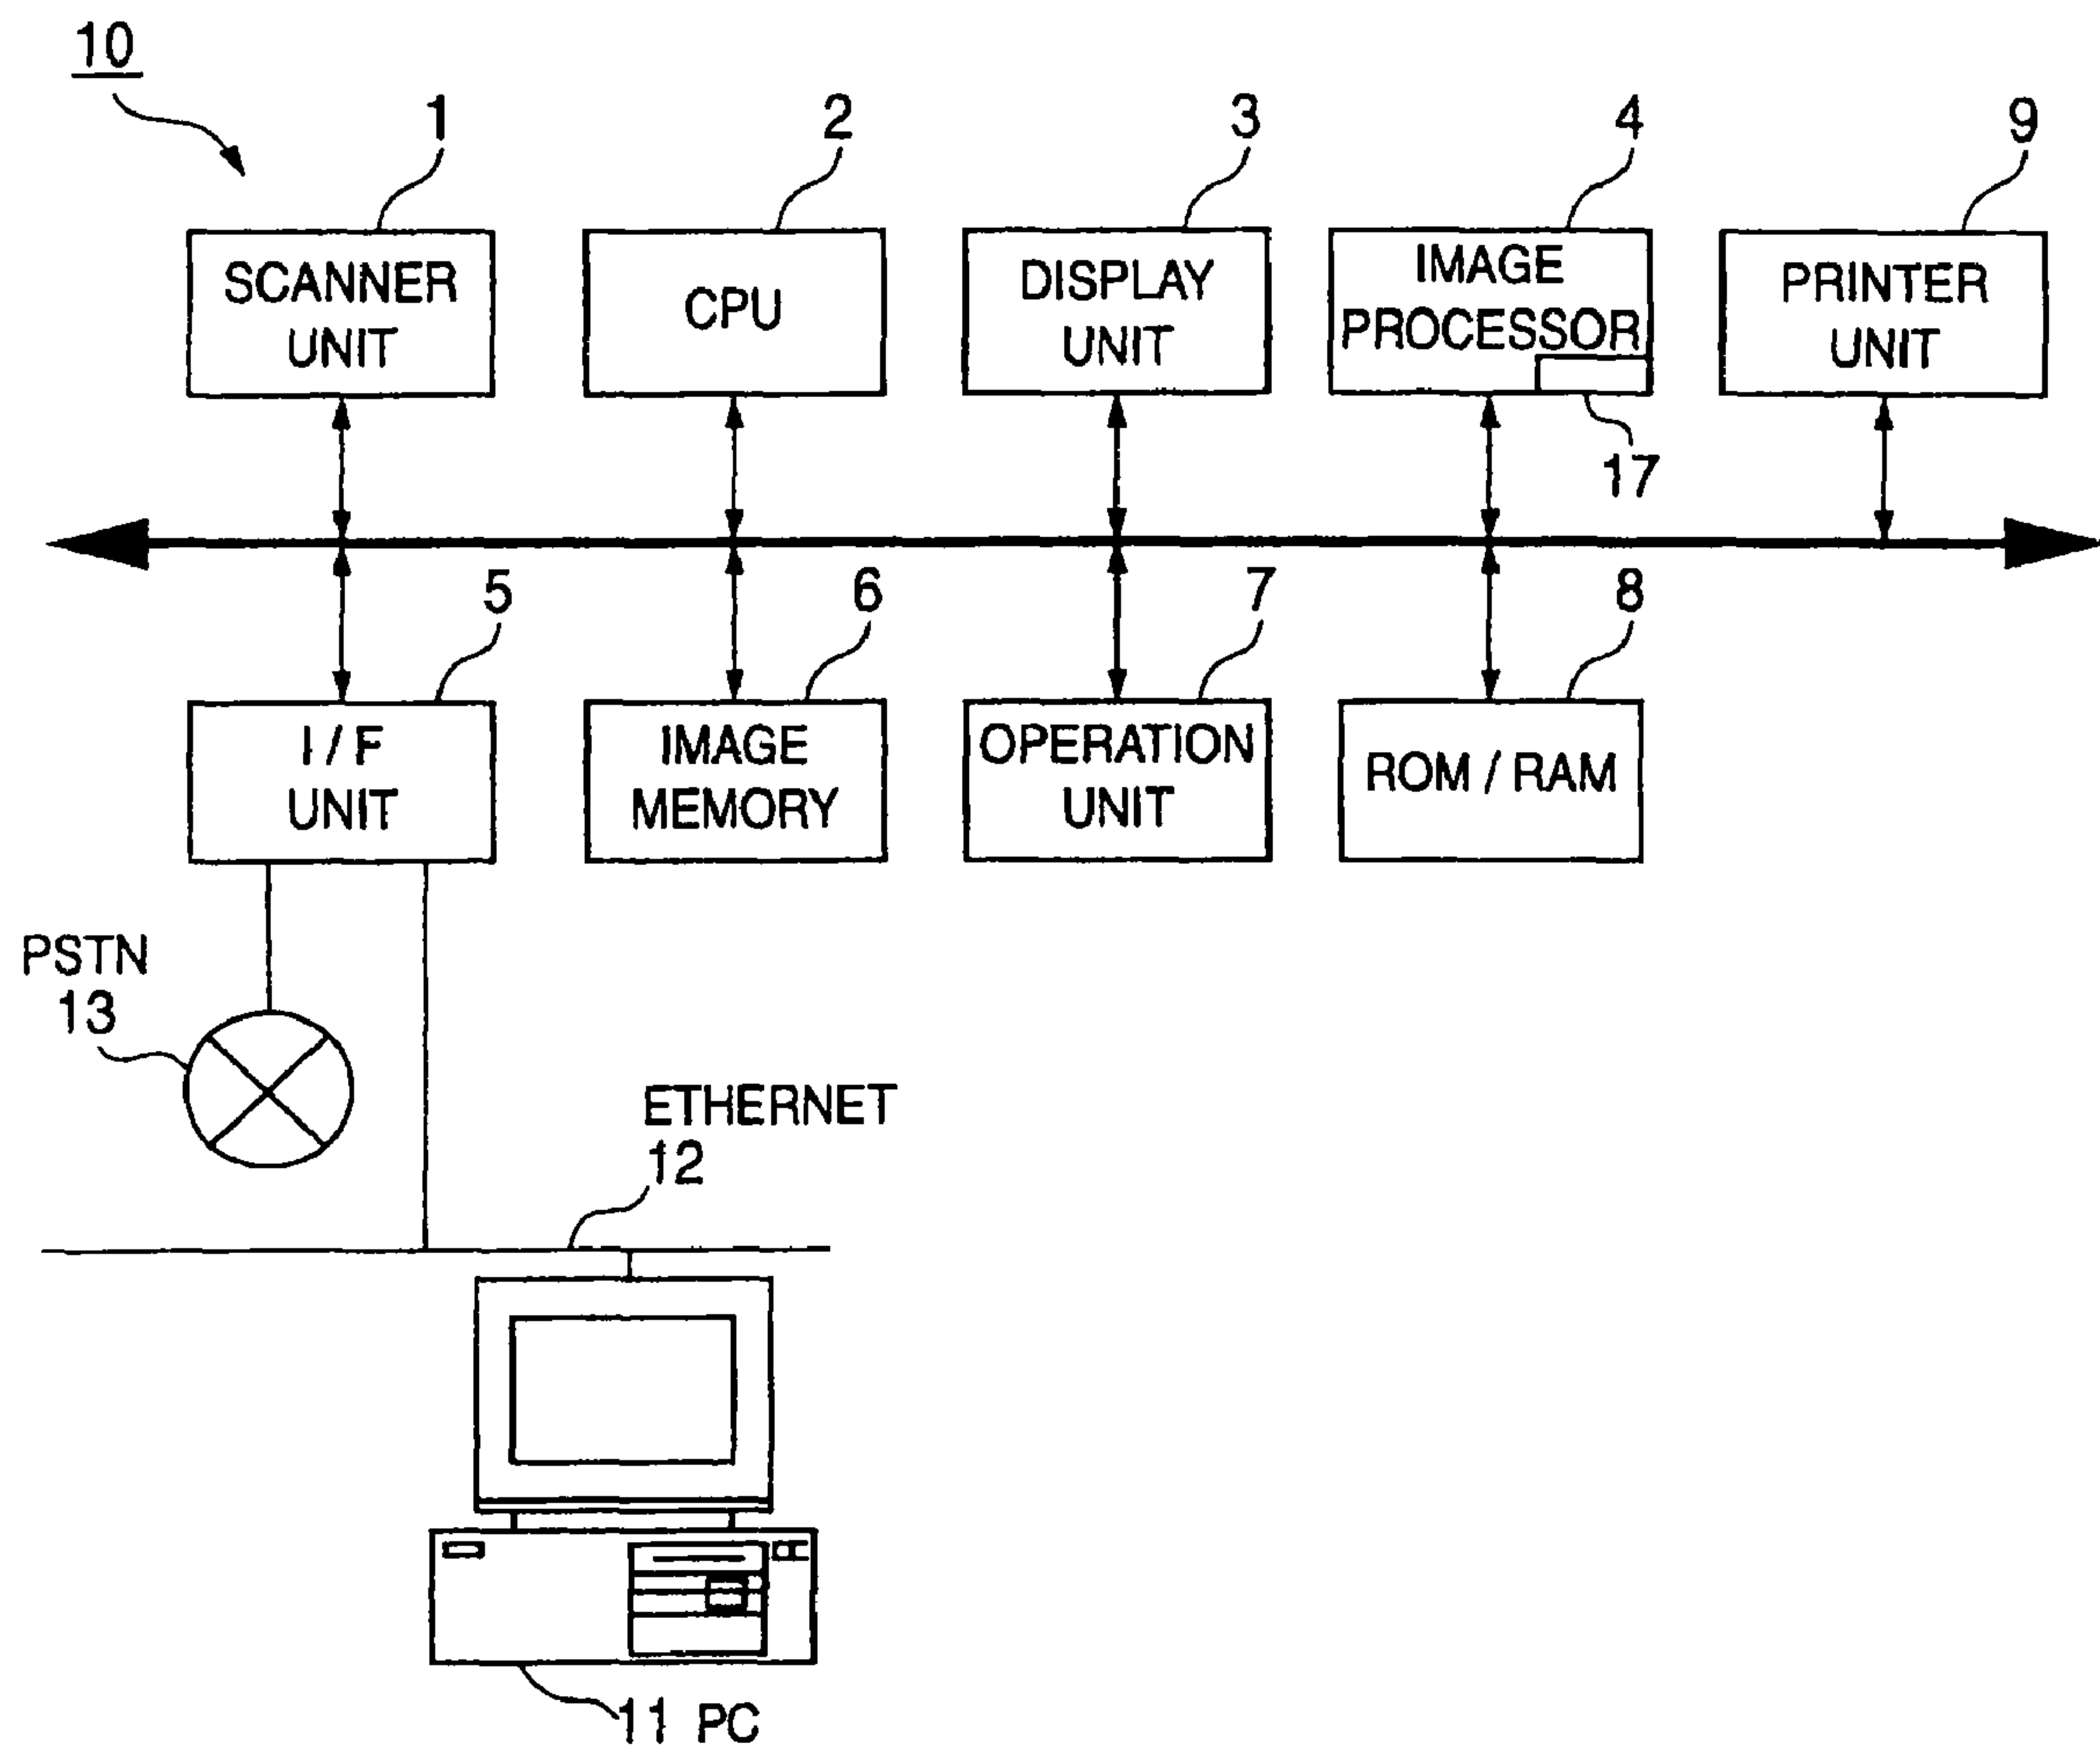 10
1
2
3
4
9
SCANNER
UNIT
CPU
DISPLAY
UNIT
IMAGE
PROCESSOR
PRINTER
UNIT
17
5
6
7
8
I / F
UNIT
IMAGE
MEMORY
OPERATION
UNIT
ROM / RAM
PSTN
13
ETHERNET
12
11 PC